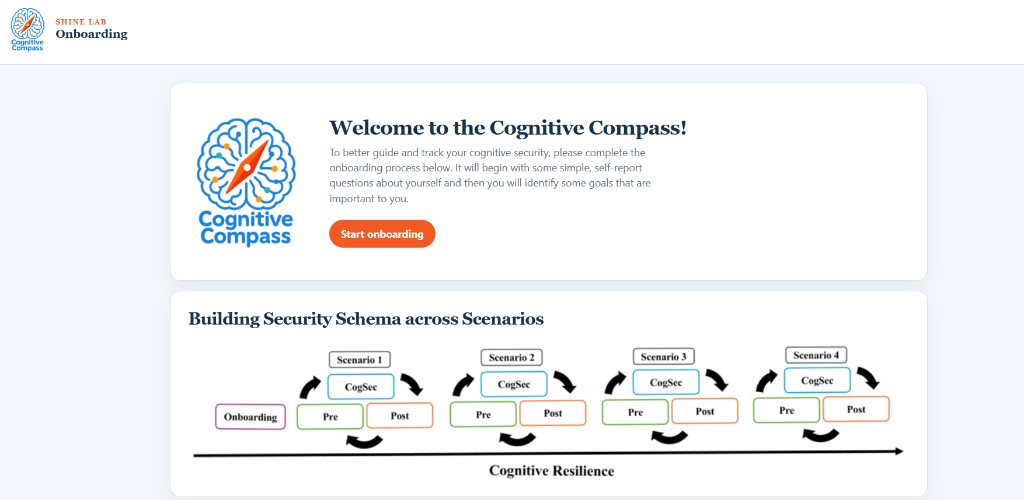 Cognitive
Compass
SHINE LAB
Onboarding
Cognitive
Compass
Welcome to the Cognitive Compass!
To better guide and track your cognitive security, please complete the
onboarding process below. It will begin with some simple, self-report
questions about yourself and then you will identify some goals that are
important to you.
Start onboarding
Building Security Schema across Scenarios
Scenario 1
CogSec
Pre
Post
Scenario 2
CogSec
Pre
Post
Scenario 3
CogSec
Pre
Post
Scenario 4
CogSec
Pre
Post
Onboarding
Cognitive Resilience